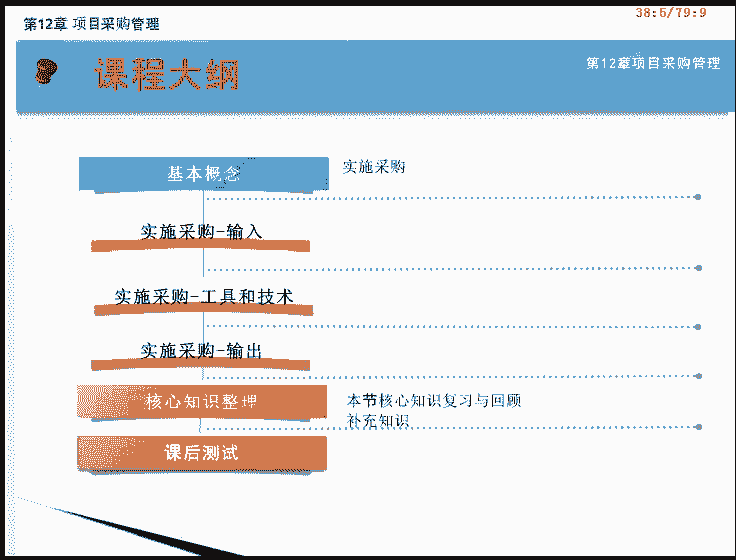 38:5/79:9
第12章 项目采购管理
课程大纲
第12章项目采购管理
基本概念
实施采购
实施采购-输入
实施采购-工具和技术
实施采购-输出
核心知识整理
本节核心知识复习与回顾
补充知识
课后测试